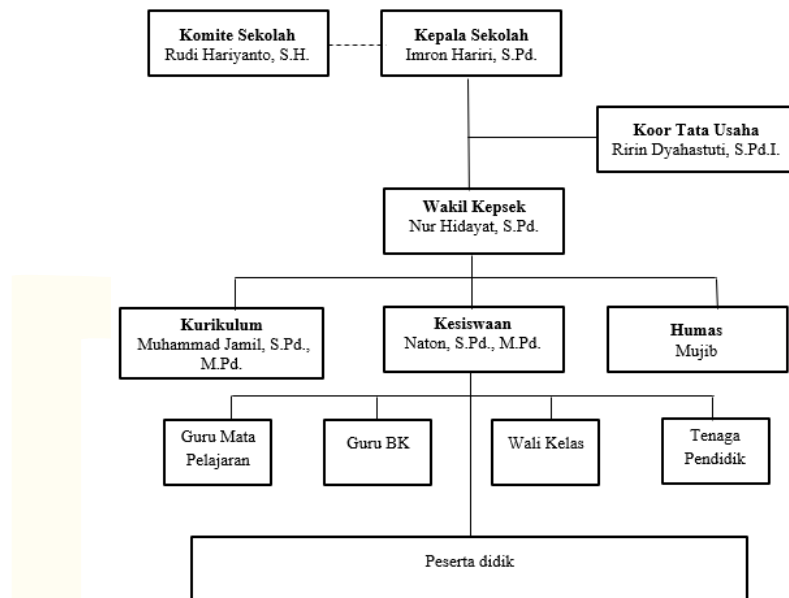 Komite Sekolah
Rudi Hariyanto, S.H.
Kepala Sekolah
Imron Hariri, S.Pd.
Koor Tata Usaha
Ririn Dyahastuti, S.Pd.I.
Wakil Kepsek
Nur Hidayat, S.Pd.
Kurikulum
Muhammad Jamil, S.Pd.,
M.Pd.
Kesiswaan
Naton, S.Pd., M.Pd.
Humas
Mujib
Guru Mata
Pelajaran
Guru BK
Wali Kelas
Tenaga
Pendidik
Peserta didik